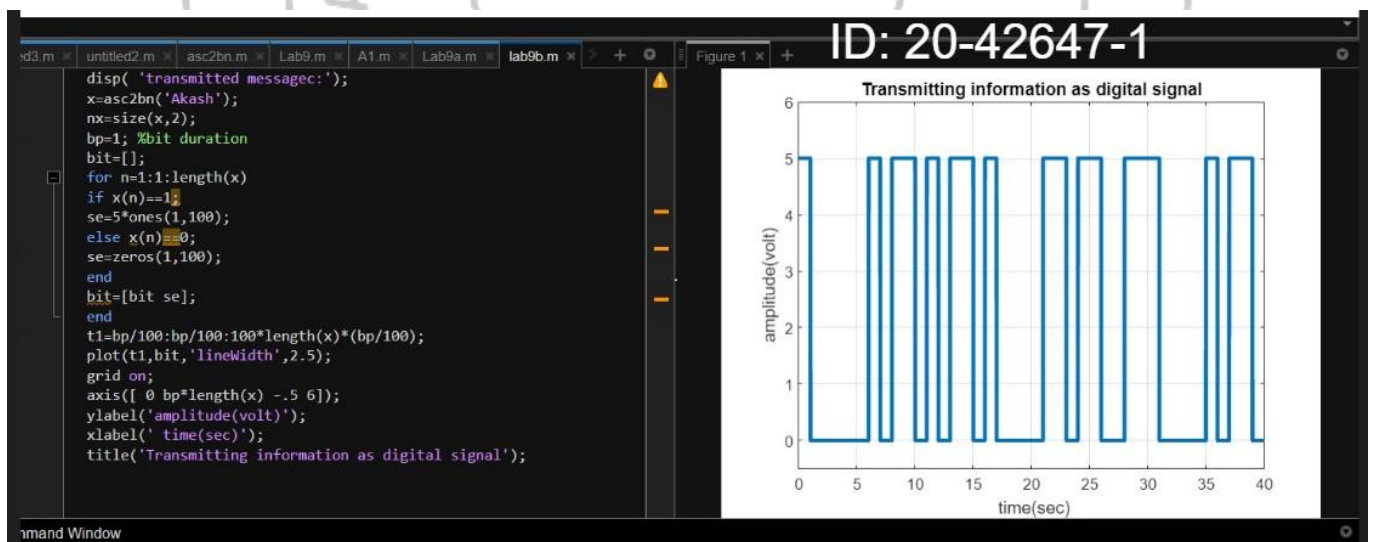 ID: 20-42647-1
ed3.m × untitled2.m × asc2bn.m × Lab9.m × A1.m × Lab9a.m × lab9b.m ×
disp( 'transmitted messagec:');
x=asc2bn('Akash');
nx=size(x,2);
bp=1; %bit duration
bit=[];
for n=1:1:length(x)
if x(n)==1;
se=5*ones(1,100);
else x(n)==0;
se=zeros(1,100);
end
bit=[bit se];
end
t1=bp/100:bp/100:100*length(x)*(bp/100);
plot(t1,bit,'lineWidth',2.5);
grid on;
axis([ 0 bp*length(x) -.5 6]);
ylabel('amplitude(volt)');
xlabel(' time(sec)');
title('Transmitting information as digital signal');
Figure 1 × +
Transmitting information as digital signal
6
5
4
3
2
1
0
amplitude(volt)
0 5 10 15 20 25 30 35 40
time(sec)
mmand Window